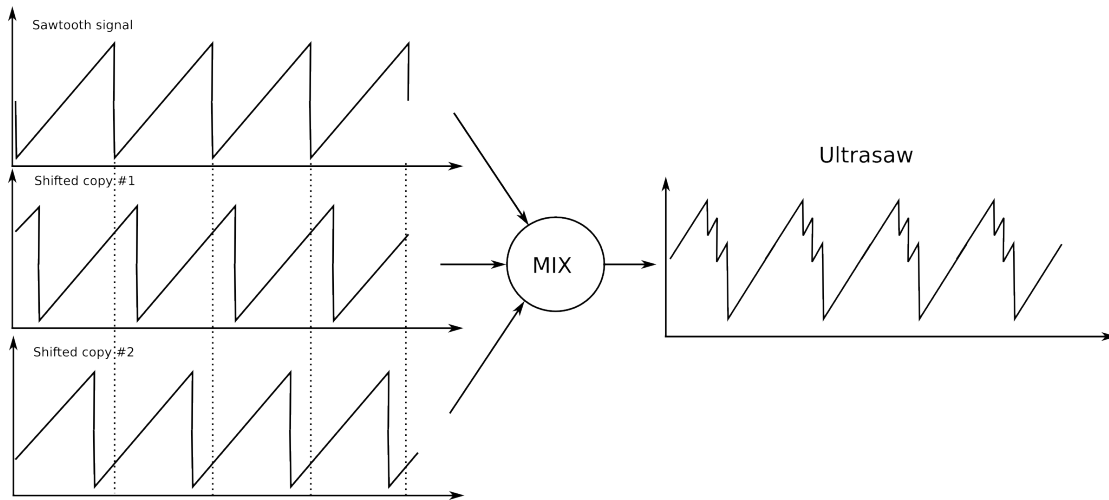 Sawtooth signal
Shifted copy #1
Shifted copy #2
MIX
Ultrasaw